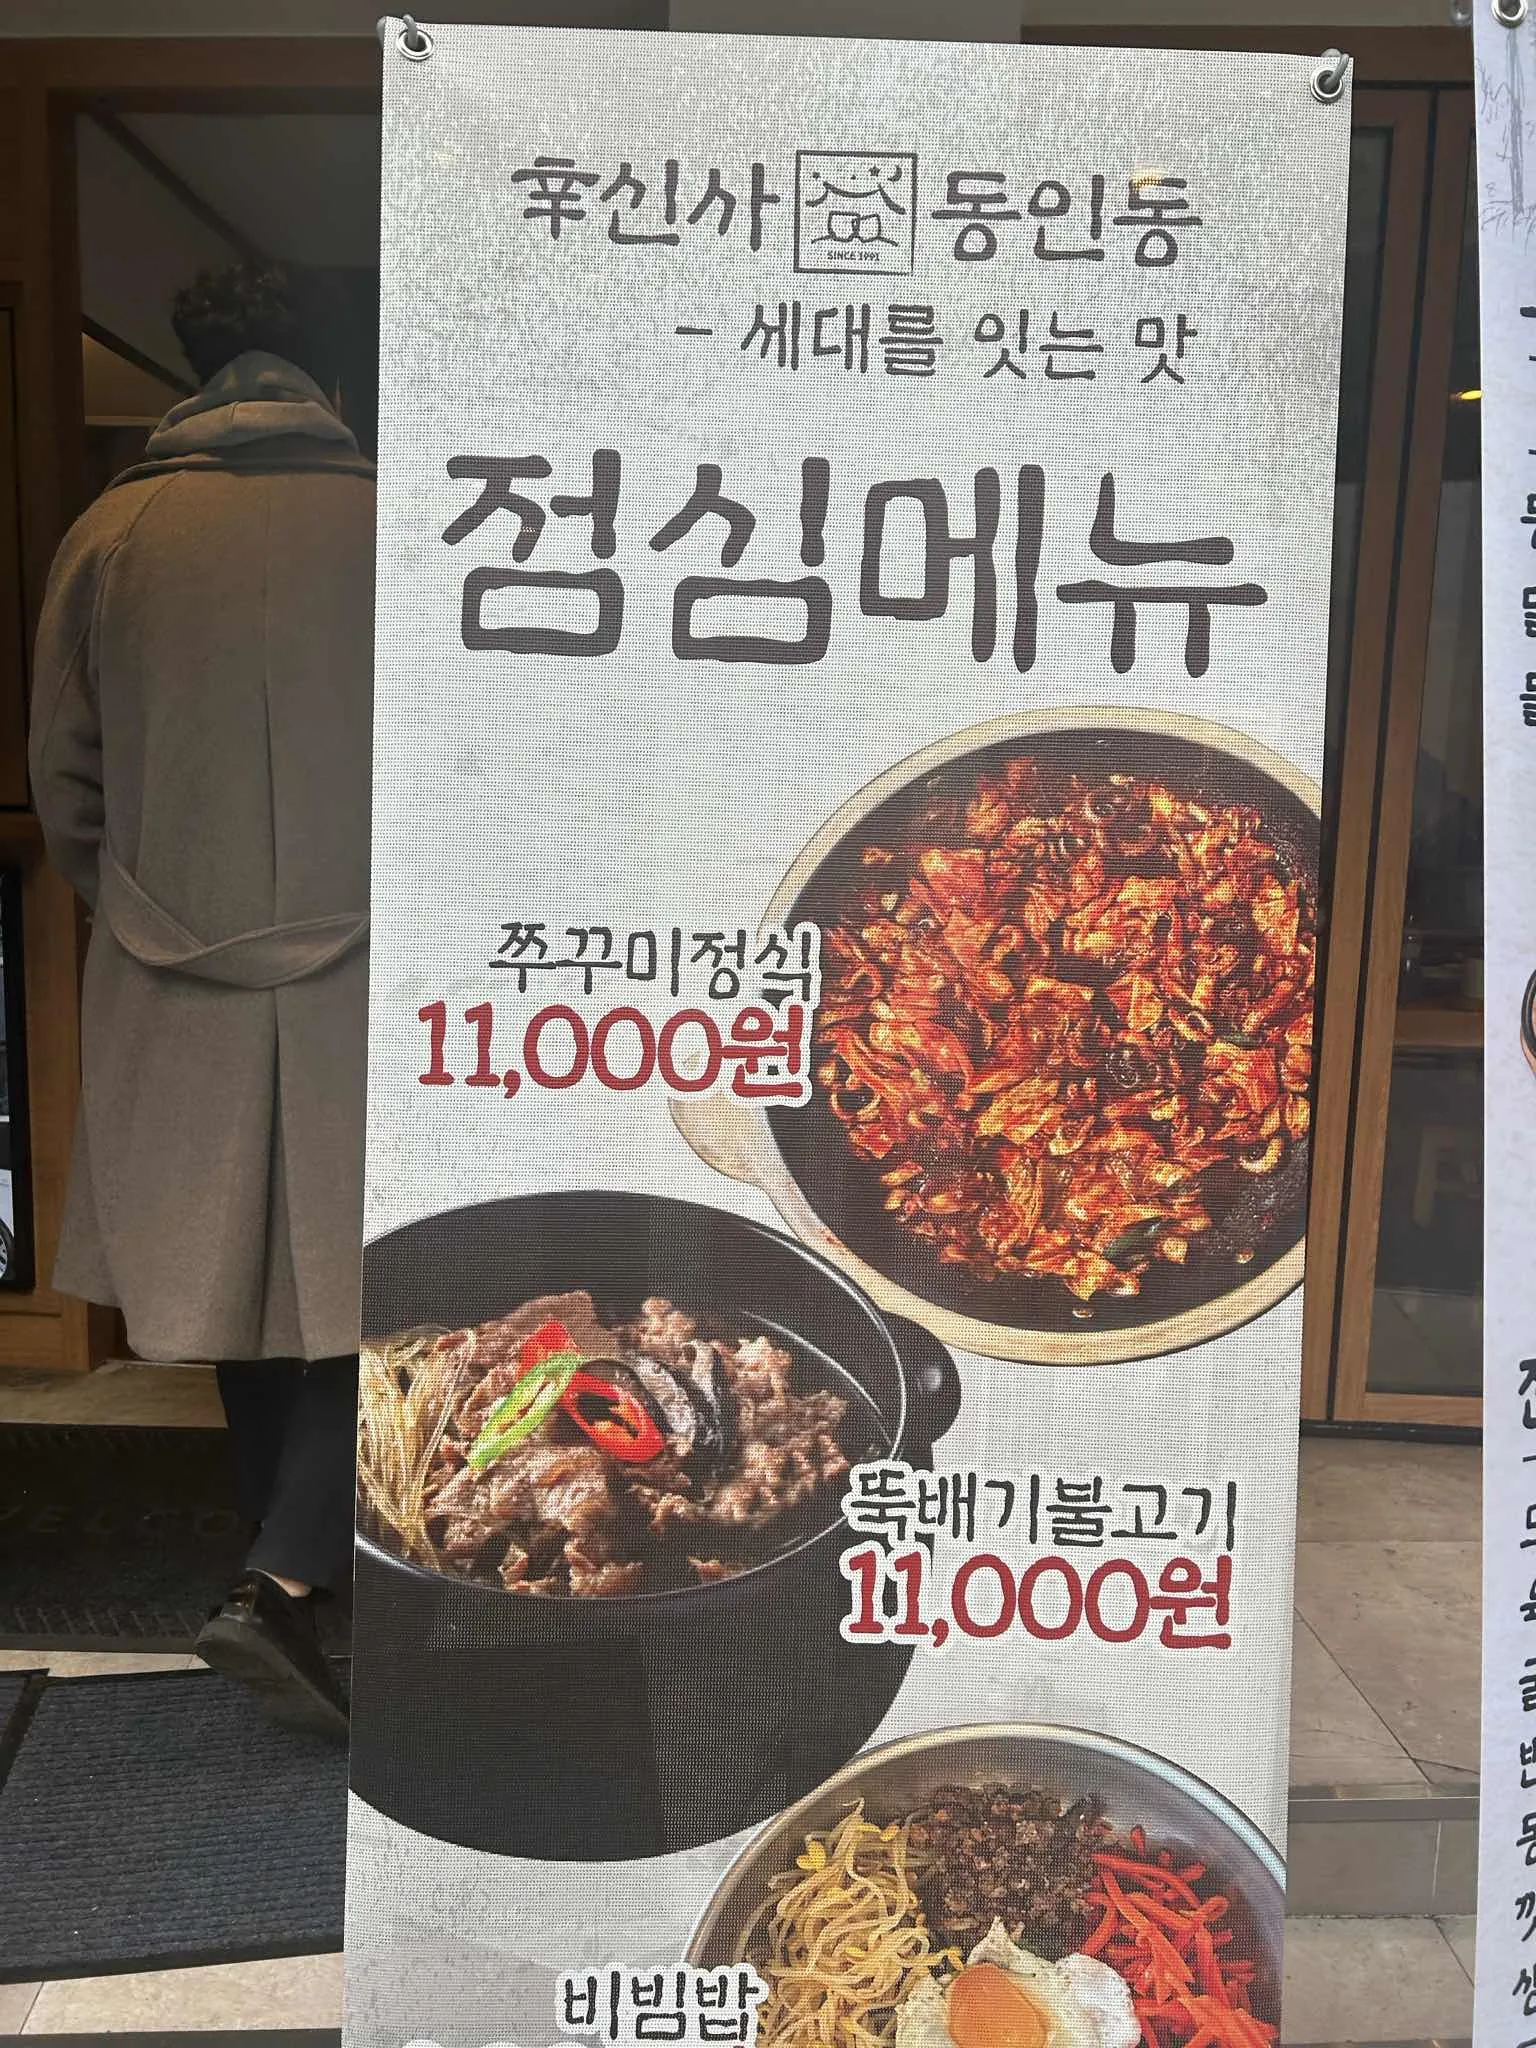 辛신사 SINCE 1991 동인동
- 세대를 잇는 맛
점심메뉴
쭈꾸미정식
11,000원
뚝배기불고기
11,000원
비빔밥